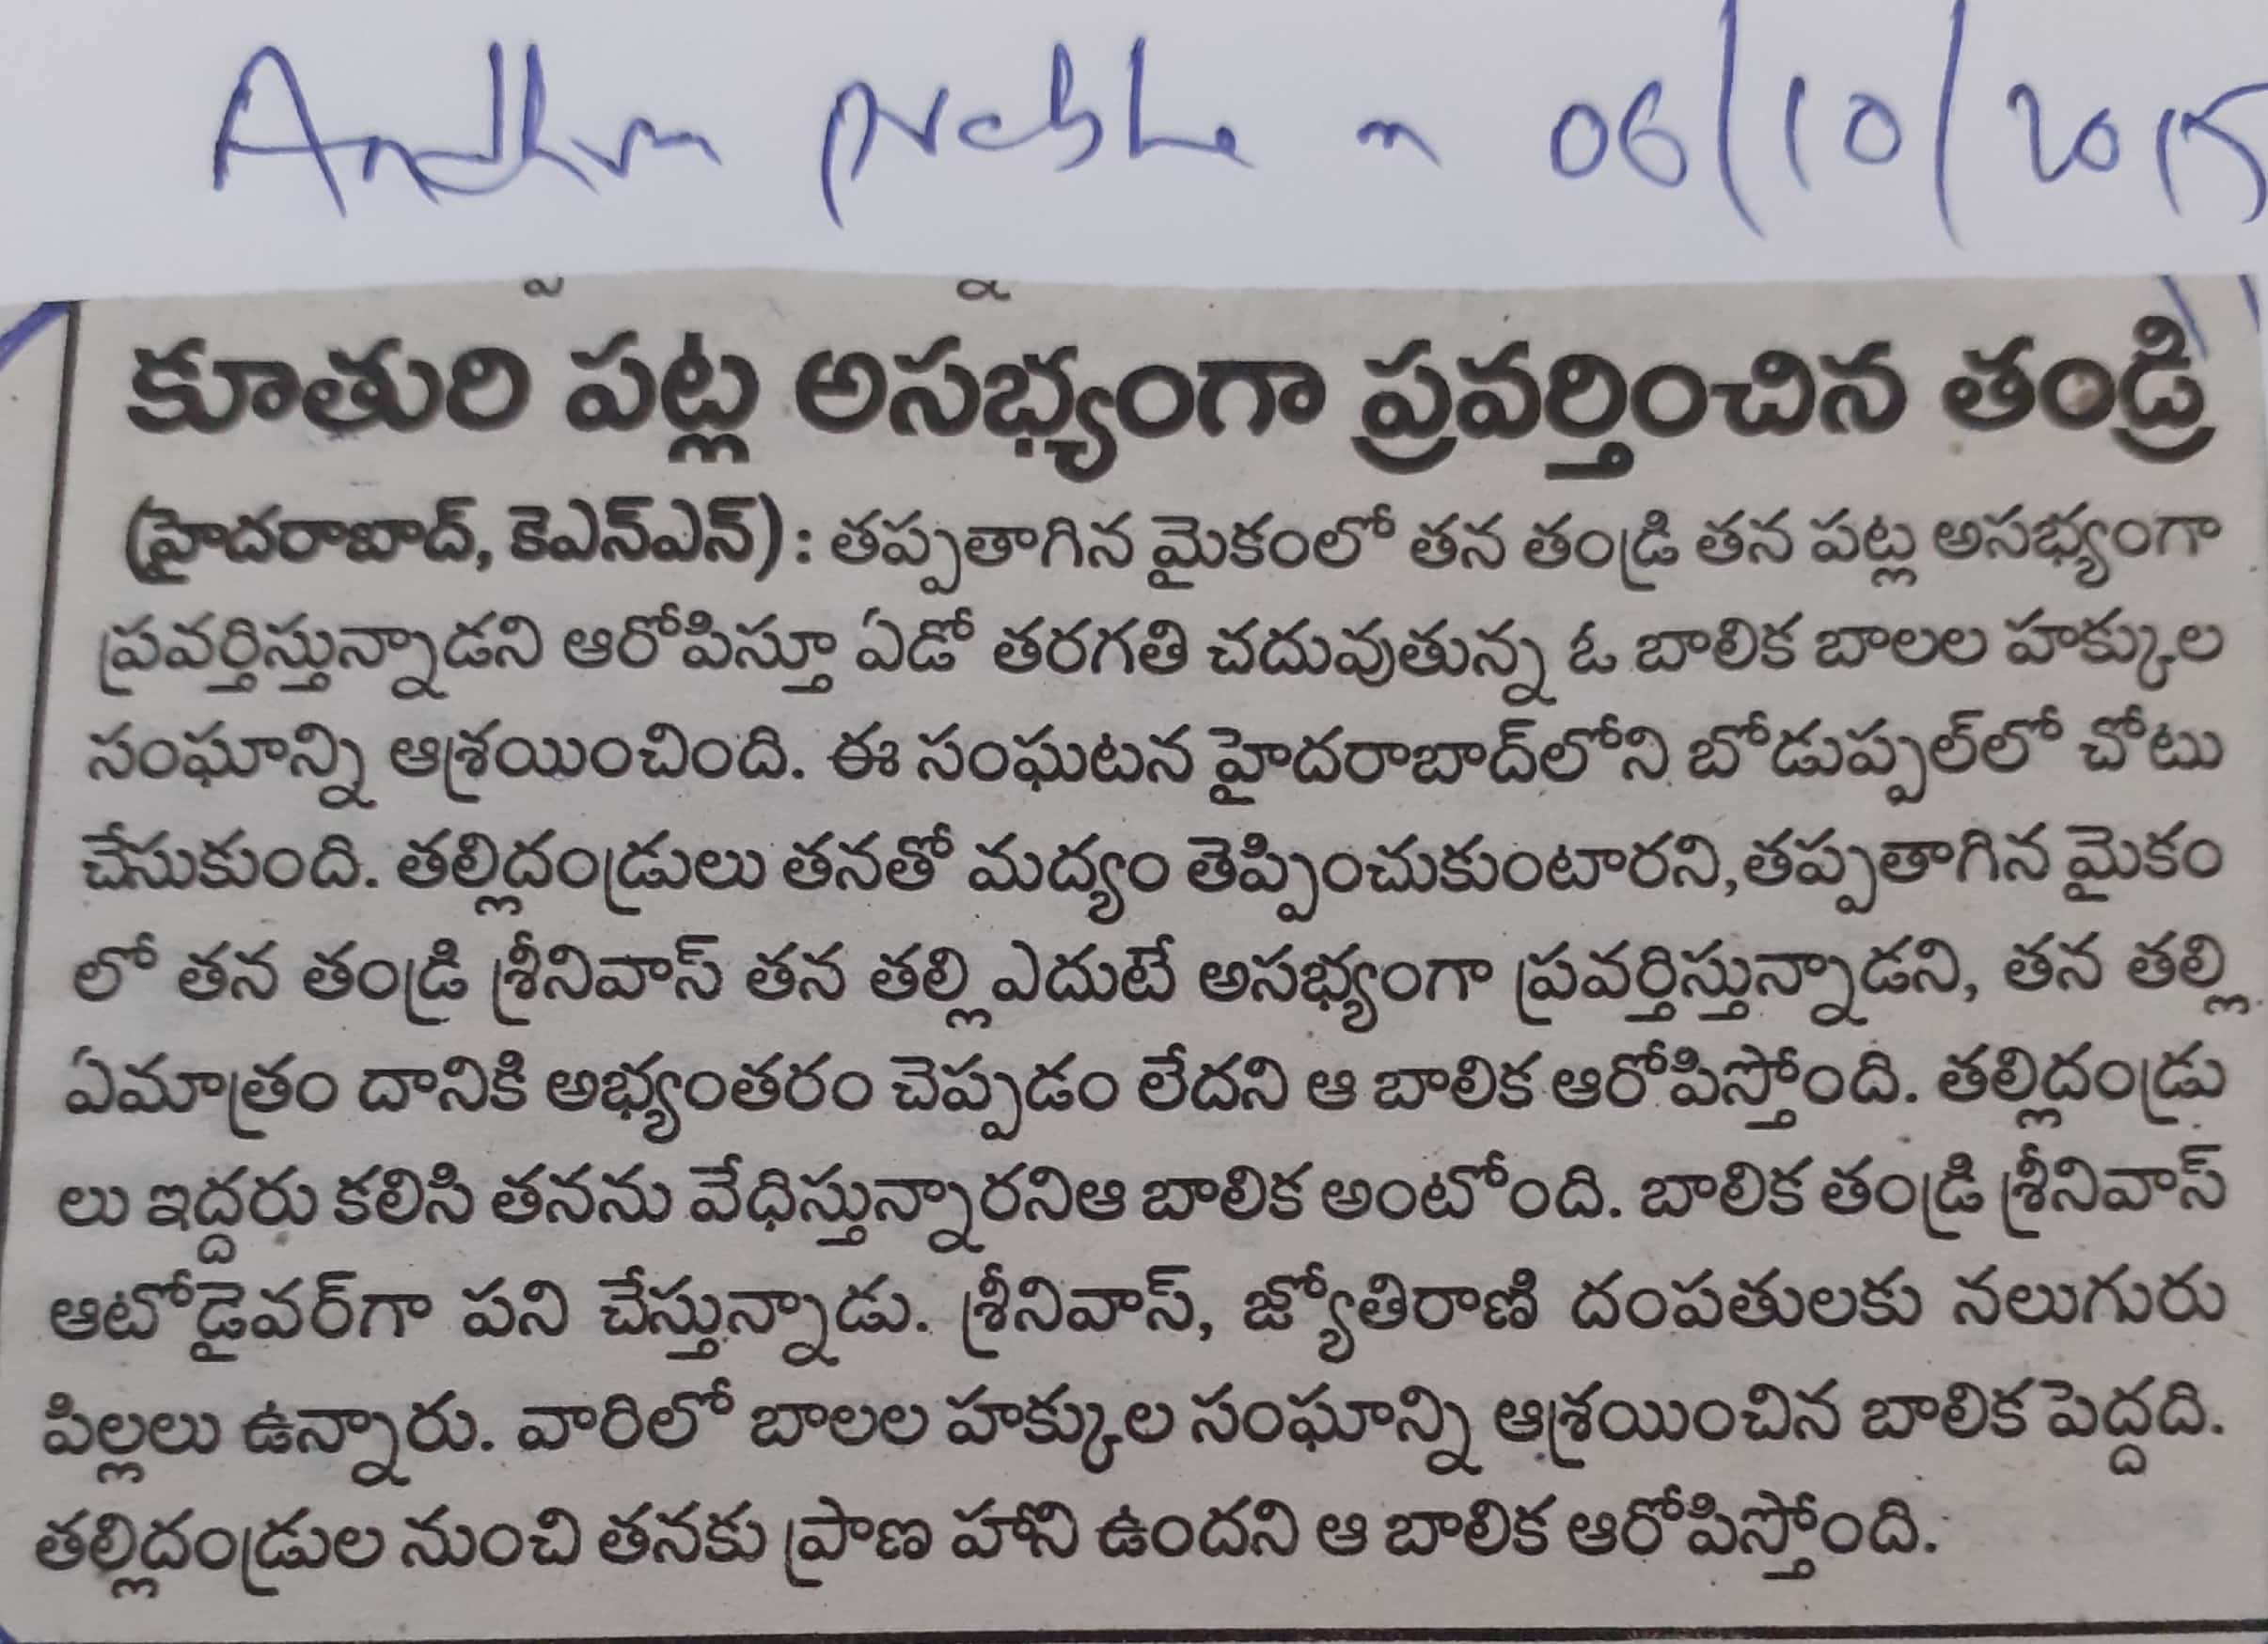 Andhra Prabha on 06/10/2015
కూతురి పట్ల అసభ్యంగా ప్రవర్తించిన తండ్రి
(హైదరాబాద్, కెఎన్ఎన్): తప్పతాగిన మైకంలో తన తండ్రి తన పట్ల అసభ్యంగా
ప్రవర్తిస్తున్నాడని ఆరోపిస్తూ ఏడో తరగతి చదువుతున్న ఓ బాలిక బాలల హక్కుల
సంఘాన్ని ఆశ్రయించింది. ఈ సంఘటన హైదరాబాద్‌లోని బోడుప్పల్‌లో చోటు
చేసుకుంది. తల్లిదండ్రులు తనతో మద్యం తెప్పించుకుంటారని,తప్పతాగిన మైకం
లో తన తండ్రి శ్రీనివాస్ తన తల్లి ఎదుటే అసభ్యంగా ప్రవర్తిస్తున్నాడని, తన తల్లి
ఏమాత్రం దానికి అభ్యంతరం చెప్పడం లేదని ఆ బాలిక ఆరోపిస్తోంది. తల్లిదండ్రు
లు ఇద్దరు కలిసి తనను వేధిస్తున్నారనిఆ బాలిక అంటోంది. బాలిక తండ్రి శ్రీనివాస్
ఆటోడ్రైవర్‌గా పని చేస్తున్నాడు. శ్రీనివాస్, జ్యోతిరాణి దంపతులకు నలుగురు
పిల్లలు ఉన్నారు. వారిలో బాలల హక్కుల సంఘాన్ని ఆశ్రయించిన బాలిక పెద్దది.
తల్లిదండ్రుల నుంచి తనకు ప్రాణ హాని ఉందని ఆ బాలిక ఆరోపిస్తోంది.